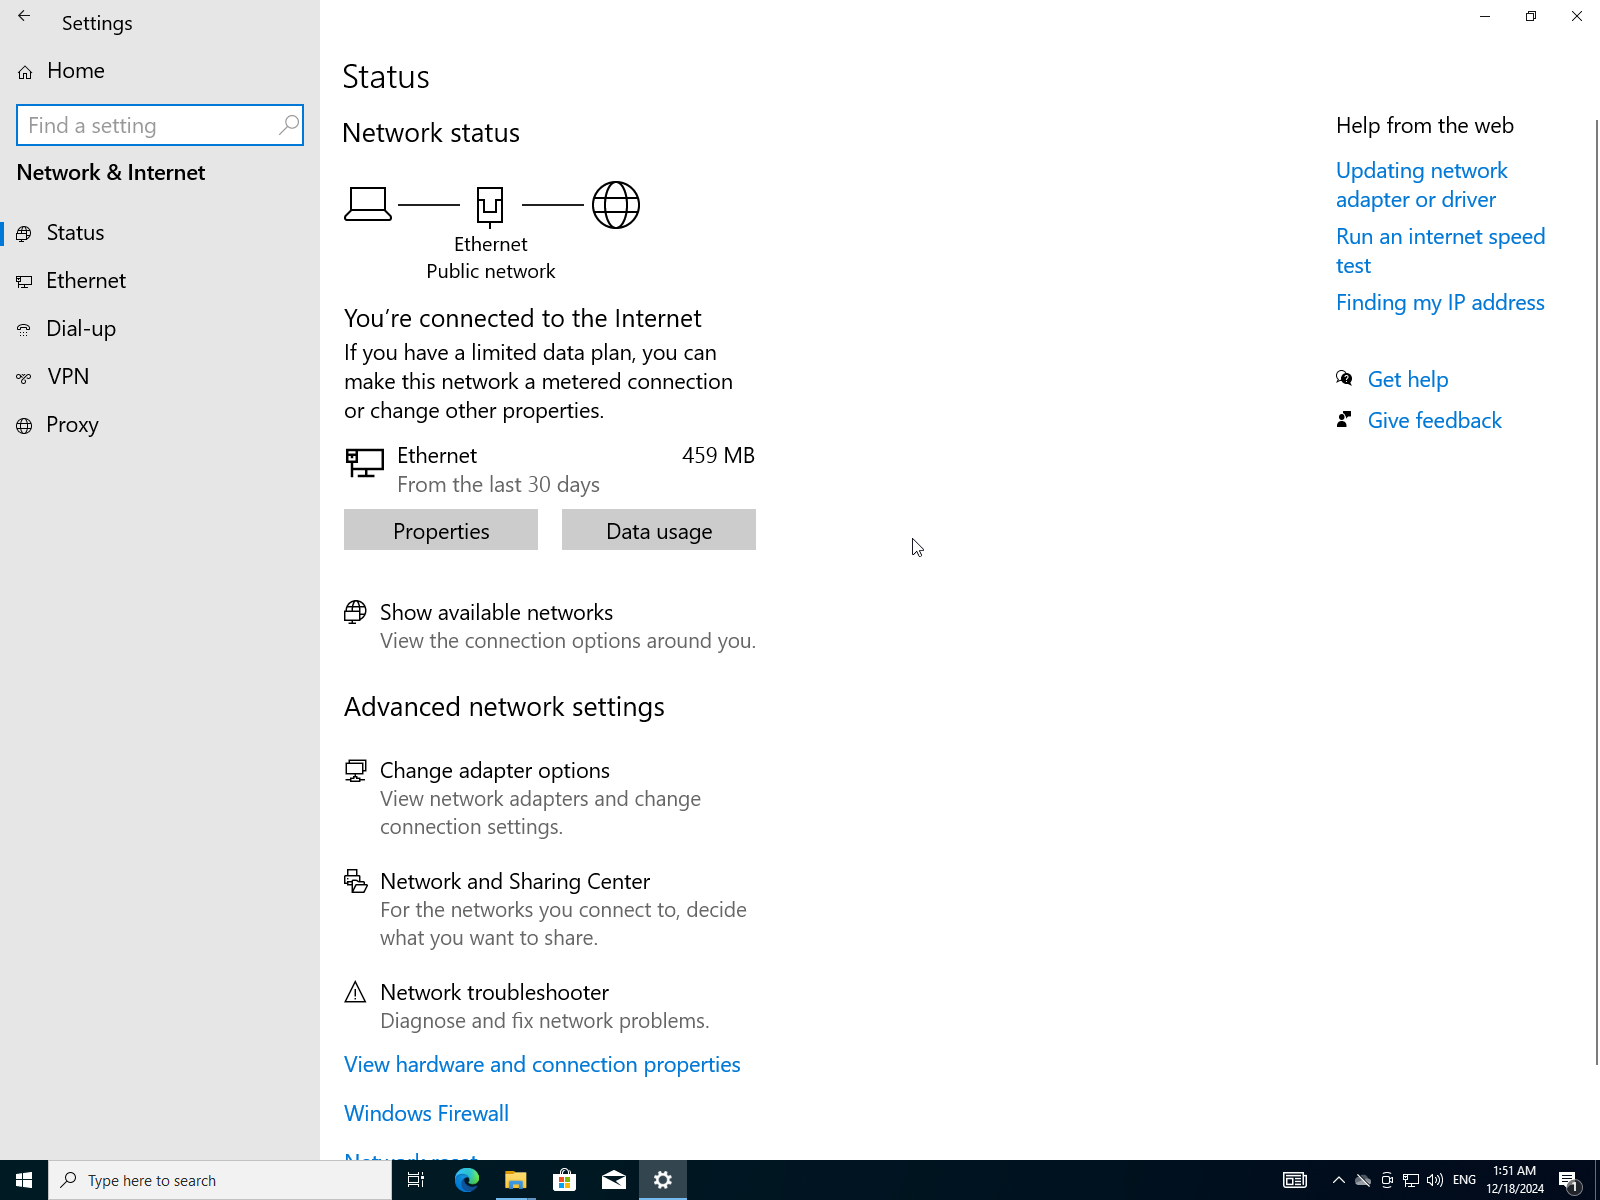 Settings
Home
Find a setting
Network & Internet
Status
Ethernet
Dial-up
VPN
Proxy
Status
Network status
Ethernet
Public network
You're connected to the Internet
If you have a limited data plan, you can
make this network a metered connection
or change other properties.
Ethernet 459 MB
From the last 30 days
Properties Data usage
Show available networks
View the connection options around you.
Advanced network settings
Change adapter options
View network adapters and change
connection settings.
Network and Sharing Center
For the networks you connect to, decide
what you want to share.
Network troubleshooter
Diagnose and fix network problems.
View hardware and connection properties
Windows Firewall
Network reset
Help from the web
Updating network
adapter or driver
Run an internet speed
test
Finding my IP address
Get help
Give feedback
Type here to search
ENG
1:51 AM
12/18/2024
1